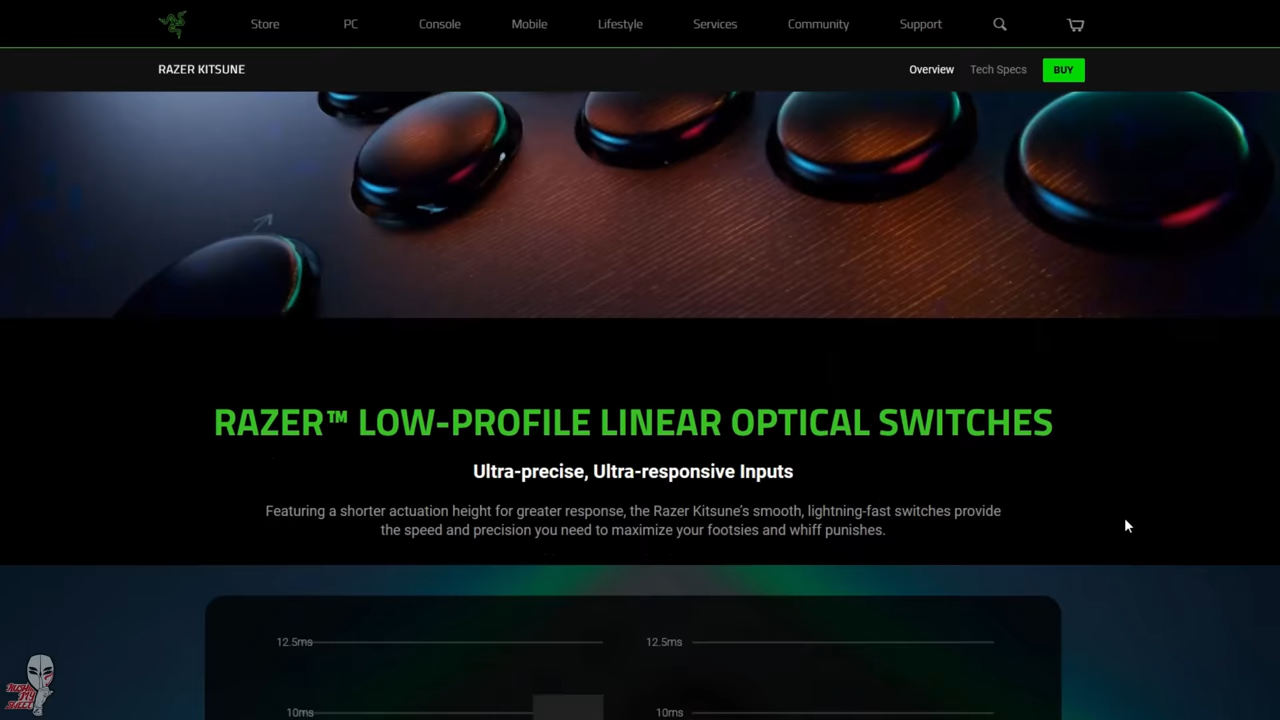 Store PC Console Mobile Lifestyle Services Community Support
RAZER KITSUNE Overview Tech Specs BUY
RAZER™ LOW-PROFILE LINEAR OPTICAL SWITCHES
Ultra-precise, Ultra-responsive Inputs
Featuring a shorter actuation height for greater response, the Razer Kitsune's smooth, lightning-fast switches provide
the speed and precision you need to maximize your footsies and whiff punishes.
12.5ms 12.5ms
10ms 10ms